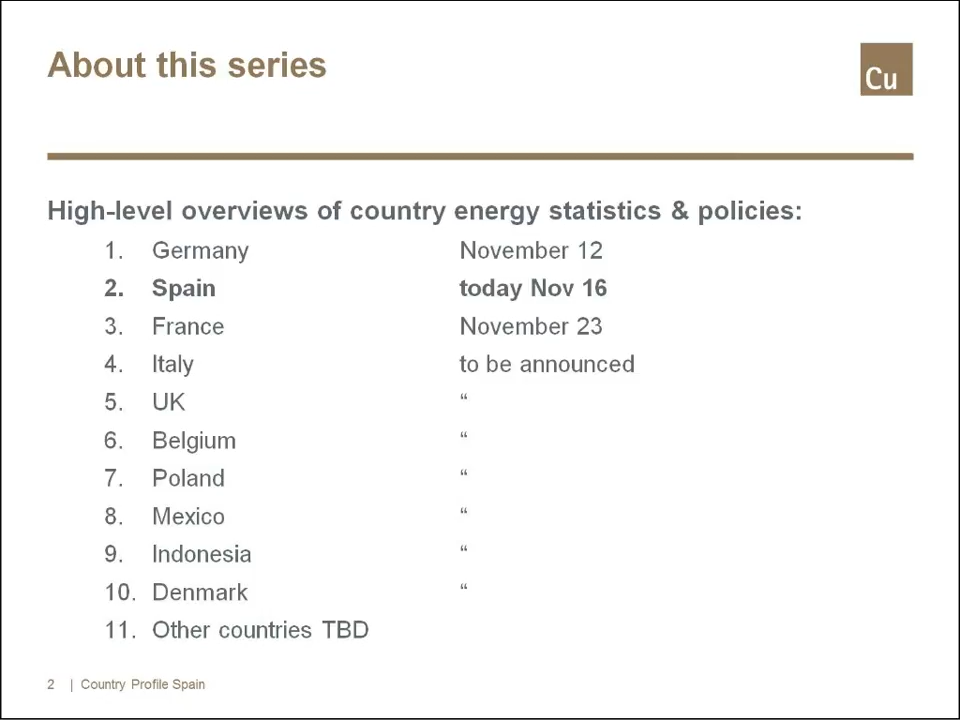 About this series
Cu
High-level overviews of country energy statistics & policies:
1. Germany November 12
2. Spain today Nov 16
3. France November 23
4. Italy to be announced
5. UK “
6. Belgium “
7. Poland “
8. Mexico “
9. Indonesia “
10. Denmark “
11. Other countries TBD
2 | Country Profile Spain